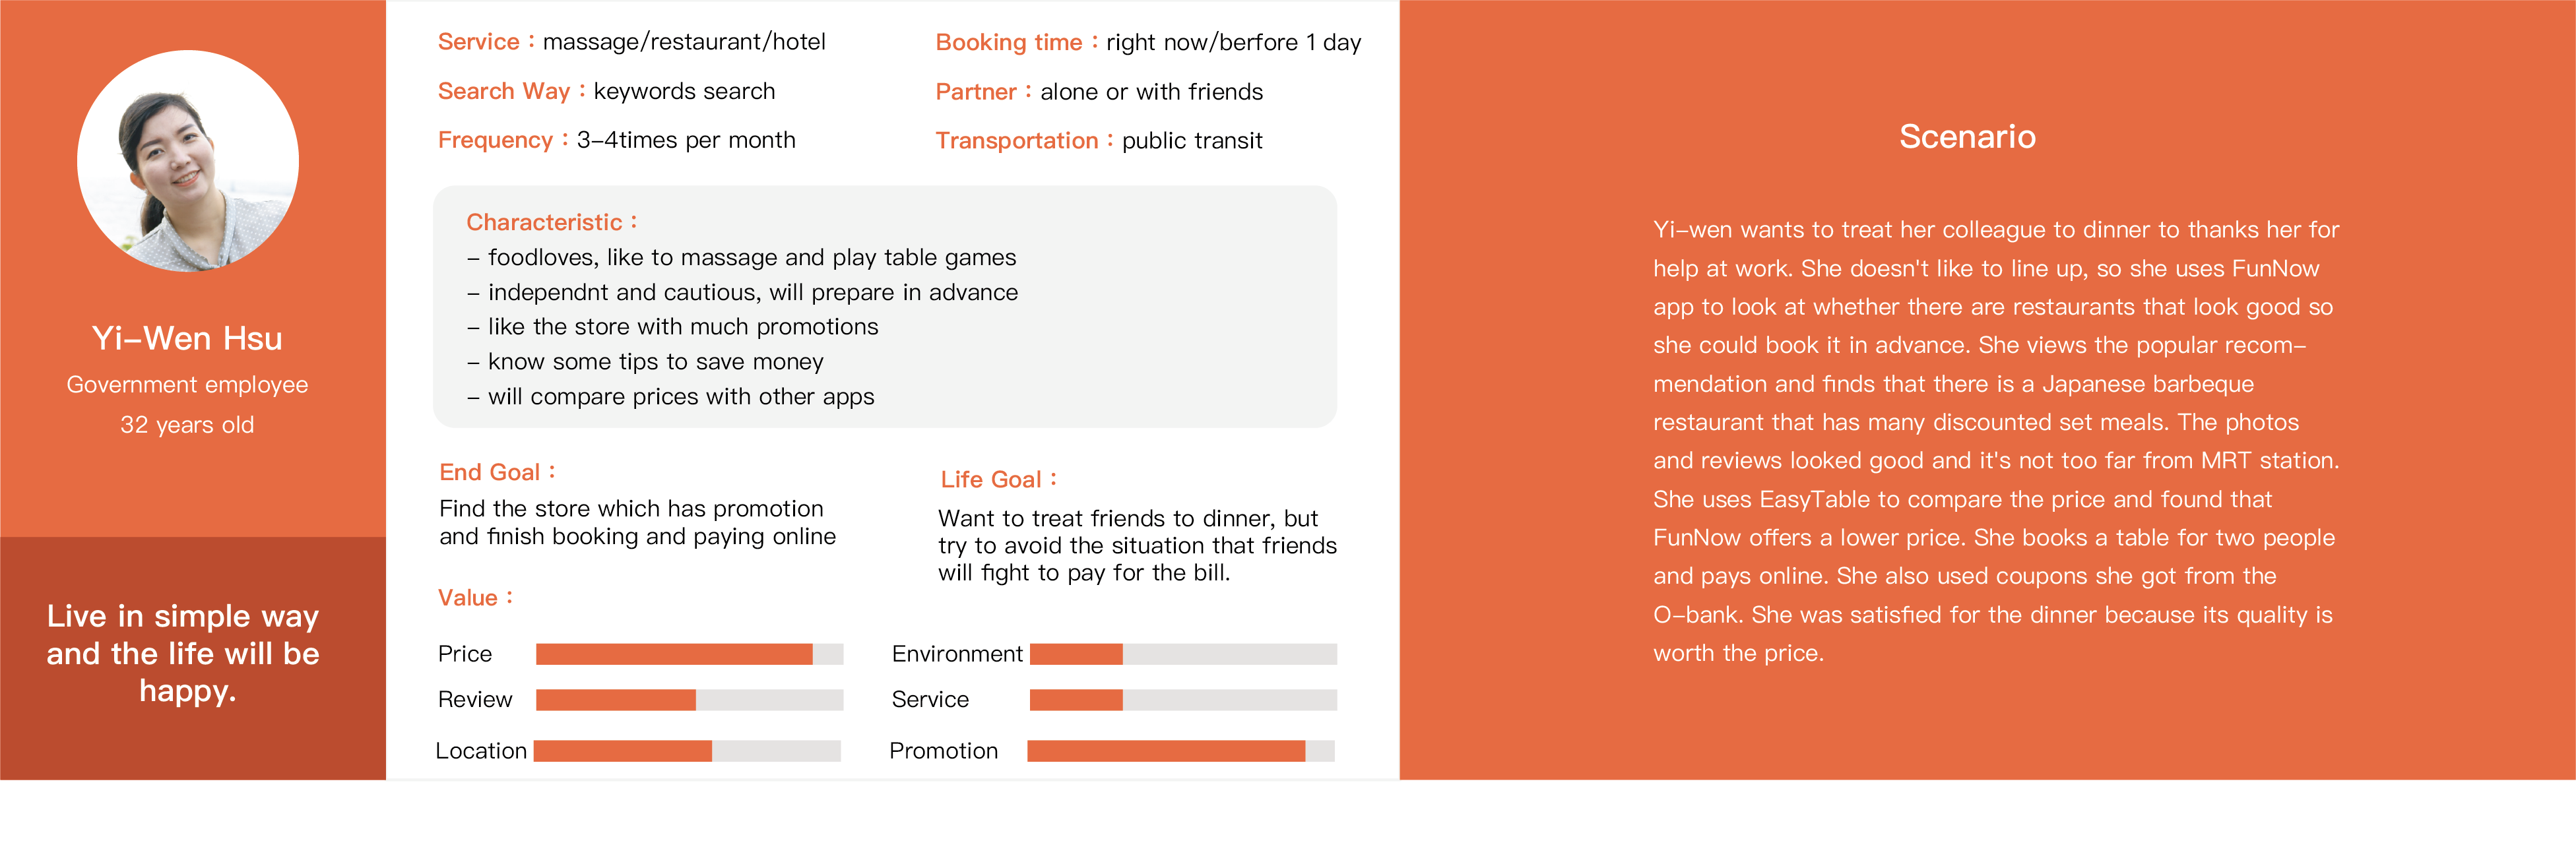 Yi-Wen Hsu
Government employee
32 years old
Live in simple way
and the life will be
happy.
Service：massage/restaurant/hotel
Search Way：keywords search
Frequency：3-4times per month
Booking time：right now/berfore 1 day
Partner：alone or with friends
Transportation：public transit
Characteristic：
- foodloves, like to massage and play table games
- independnt and cautious, will prepare in advance
- like the store with much promotions
- know some tips to save money
- will compare prices with other apps
End Goal：
Find the store which has promotion
and finish booking and paying online
Life Goal：
Want to treat friends to dinner, but
try to avoid the situation that friends
will fight to pay for the bill.
Value：
Price
Review
Location
Environment
Service
Promotion
Scenario
Yi-wen wants to treat her colleague to dinner to thanks her for
help at work. She doesn't like to line up, so she uses FunNow
app to look at whether there are restaurants that look good so
she could book it in advance. She views the popular recom-
mendation and finds that there is a Japanese barbeque
restaurant that has many discounted set meals. The photos
and reviews looked good and it's not too far from MRT station.
She uses EasyTable to compare the price and found that
FunNow offers a lower price. She books a table for two people
and pays online. She also used coupons she got from the
O-bank. She was satisfied for the dinner because its quality is
worth the price.